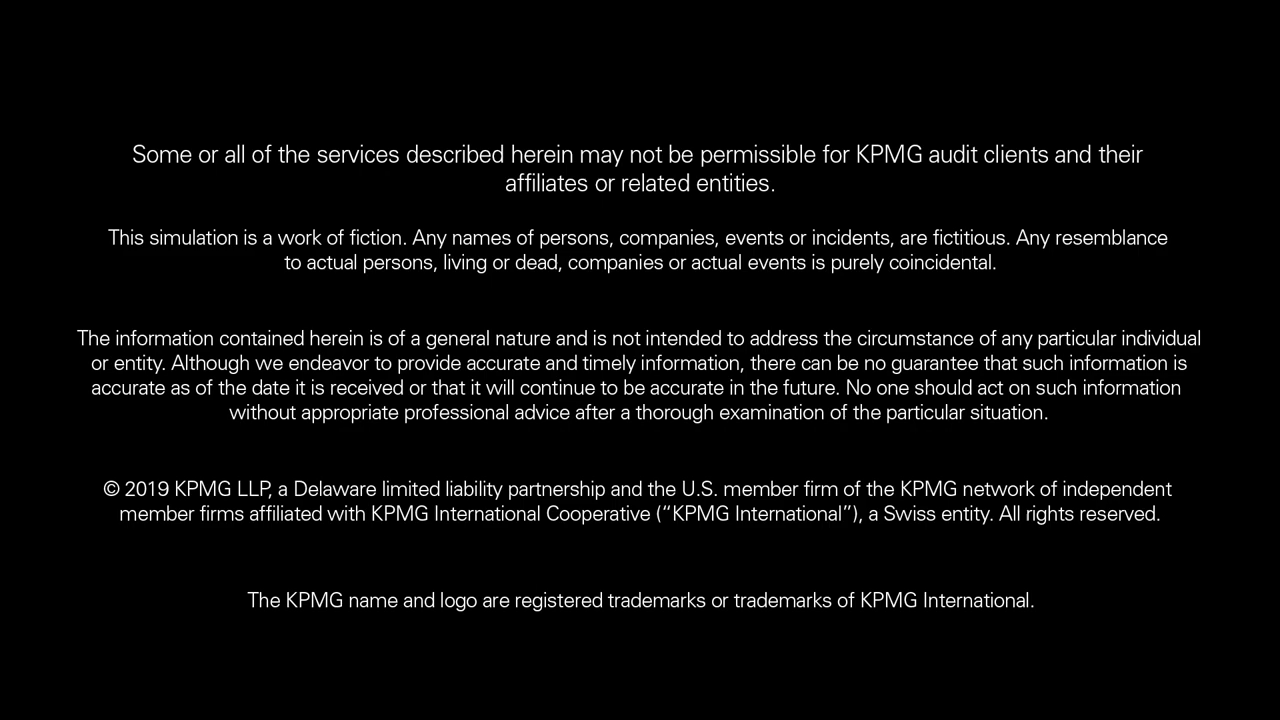 Some or all of the services described herein may not be permissible for KPMG audit clients and their
affiliates or related entities.
This simulation is a work of fiction. Any names of persons, companies, events or incidents, are fictitious. Any resemblance
to actual persons, living or dead, companies or actual events is purely coincidental.
The information contained herein is of a general nature and is not intended to address the circumstance of any particular individual
or entity. Although we endeavor to provide accurate and timely information, there can be no guarantee that such information is
accurate as of the date it is received or that it will continue to be accurate in the future. No one should act on such information
without appropriate professional advice after a thorough examination of the particular situation.
© 2019 KPMG LLP, a Delaware limited liability partnership and the U.S. member firm of the KPMG network of independent
member firms affiliated with KPMG International Cooperative (“KPMG International”), a Swiss entity. All rights reserved.
The KPMG name and logo are registered trademarks or trademarks of KPMG International.